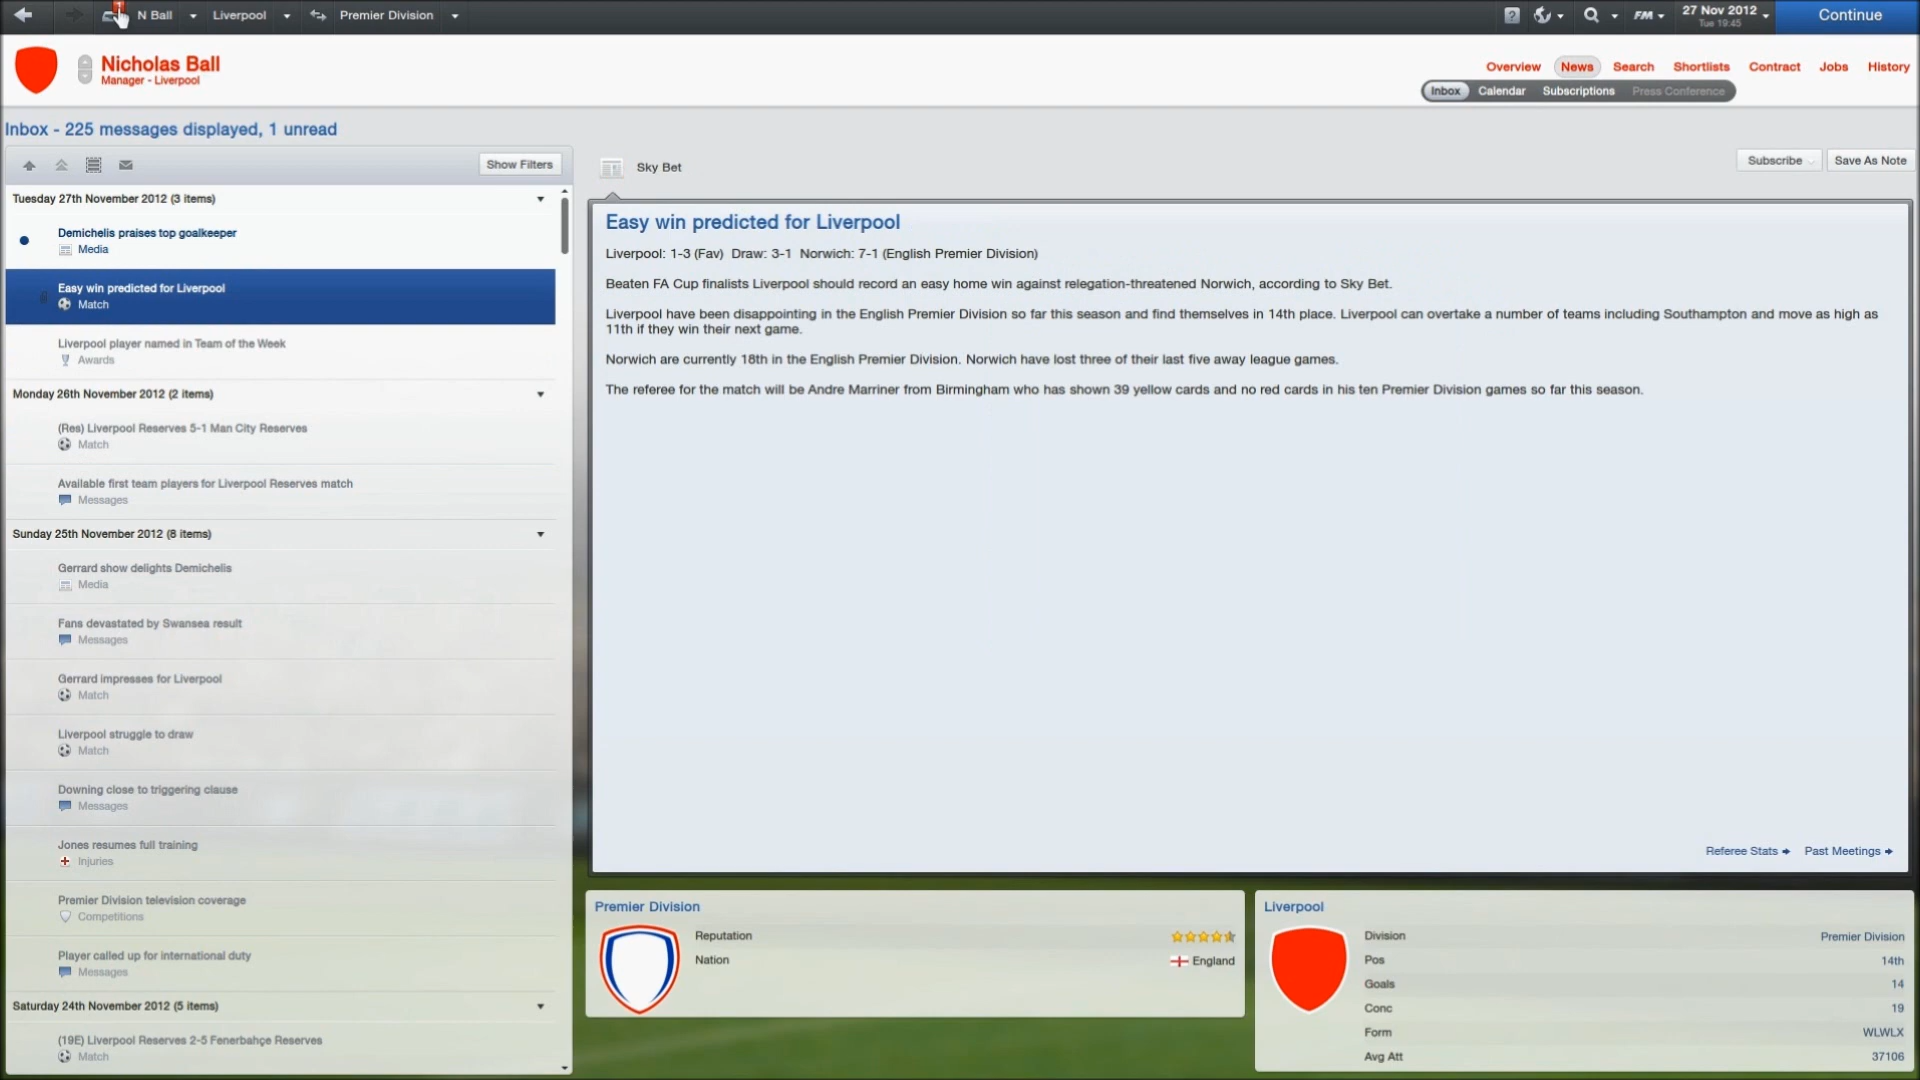 1
N Ball
Liverpool
Premier Division
?
FM
27 Nov 2012
Tue 19:45
Continue
Nicholas Ball
Manager - Liverpool
Overview
News
Search
Shortlists
Contract
Jobs
History
Inbox
Calendar
Subscriptions
Press Conference
Inbox - 225 messages displayed, 1 unread
Show Filters
Tuesday 27th November 2012 (3 items)
Demichelis praises top goalkeeper
Media
Easy win predicted for Liverpool
Match
Liverpool player named in Team of the Week
Awards
Monday 26th November 2012 (2 items)
(Res) Liverpool Reserves 5-1 Man City Reserves
Match
Available first team players for Liverpool Reserves match
Messages
Sunday 25th November 2012 (8 items)
Gerrard show delights Demichelis
Media
Fans devastated by Swansea result
Messages
Gerrard impresses for Liverpool
Match
Liverpool struggle to draw
Match
Downing close to triggering clause
Messages
Jones resumes full training
Injuries
Premier Division television coverage
Competitions
Player called up for international duty
Messages
Saturday 24th November 2012 (5 items)
(19E) Liverpool Reserves 2-5 Fenerbahçe Reserves
Match
Sky Bet
Subscribe
Save As Note
Easy win predicted for Liverpool
Liverpool: 1-3 (Fav) Draw: 3-1 Norwich: 7-1 (English Premier Division)
Beaten FA Cup finalists Liverpool should record an easy home win against relegation-threatened Norwich, according to Sky Bet.
Liverpool have been disappointing in the English Premier Division so far this season and find themselves in 14th place. Liverpool can overtake a number of teams including Southampton and move as high as
11th if they win their next game.
Norwich are currently 18th in the English Premier Division. Norwich have lost three of their last five away league games.
The referee for the match will be Andre Marriner from Birmingham who has shown 39 yellow cards and no red cards in his ten Premier Division games so far this season.
Referee Stats
Past Meetings
Premier Division
Reputation
Nation
England
Liverpool
Division
Premier Division
Pos
14th
Goals
14
Conc
19
Form
WLWLX
Avg Att
37106